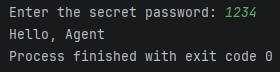 Enter the secret password: 1234
Hello, Agent
Process finished with exit code 0